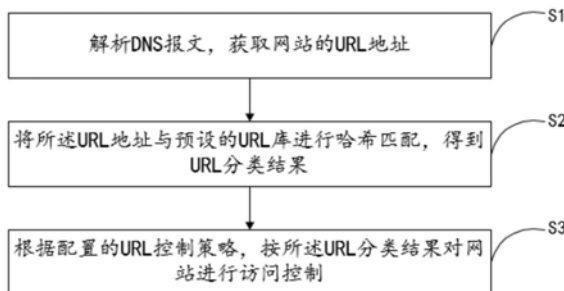 S1
解析DNS报文，获取网站的URL地址
S2
将所述URL地址与预设的URL库进行哈希匹配，得到
URL分类结果
S3
根据配置的URL控制策略，按所述URL分类结果对网
站进行访问控制